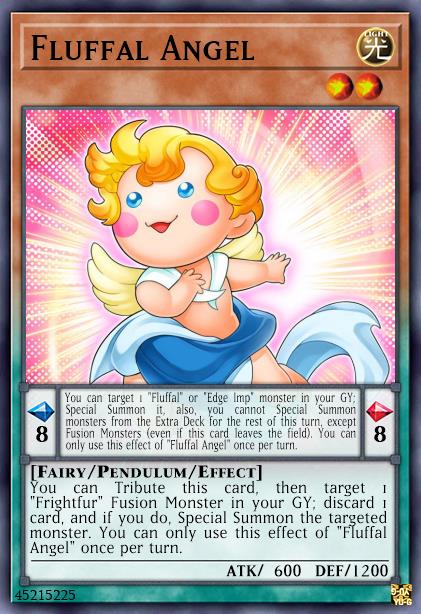 Fluffal Angel
LIGHT
光
You can target 1 "Fluffal" or "Edge Imp" monster in your GY;
Special Summon it, also, you cannot Special Summon
monsters from the Extra Deck for the rest of this turn, except
Fusion Monsters (even if this card leaves the field). You can
only use this effect of "Fluffal Angel" once per turn.
8
8
[Fairy/Pendulum/Effect]
You can Tribute this card, then target 1
"Frightfur" Fusion Monster in your GY; discard 1
card, and if you do, Special Summon the targeted
monster. You can only use this effect of "Fluffal
Angel" once per turn.
ATK/ 600 DEF/1200
45215225